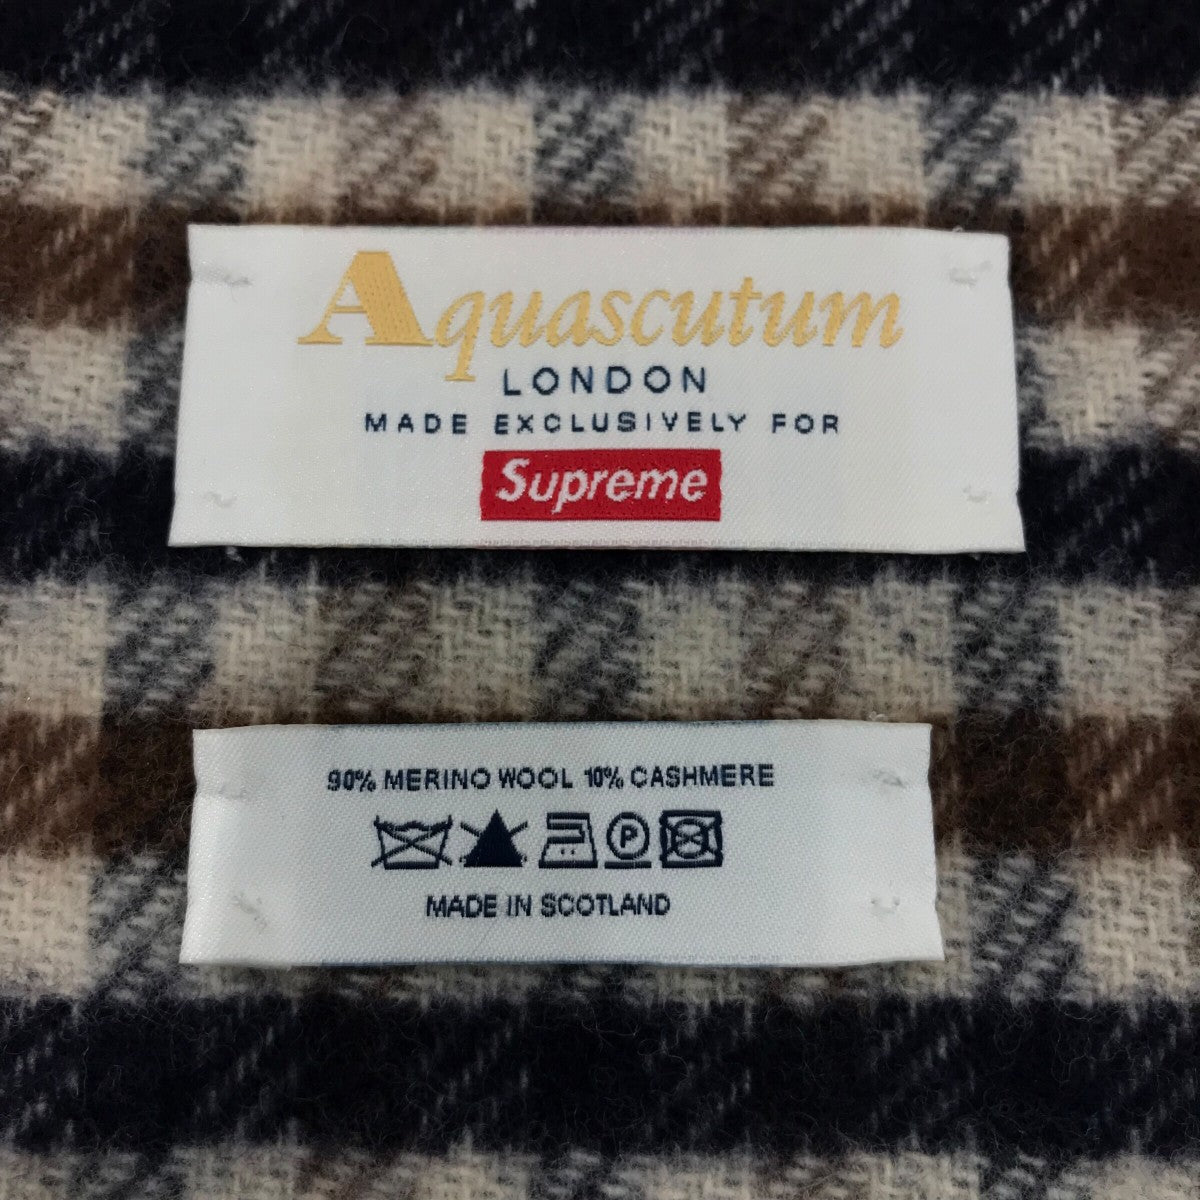 Aquascutum
LONDON
MADE EXCLUSIVELY FOR
Supreme
90% MERINO WOOL 10% CASHMERE
P
MADE IN SCOTLAND